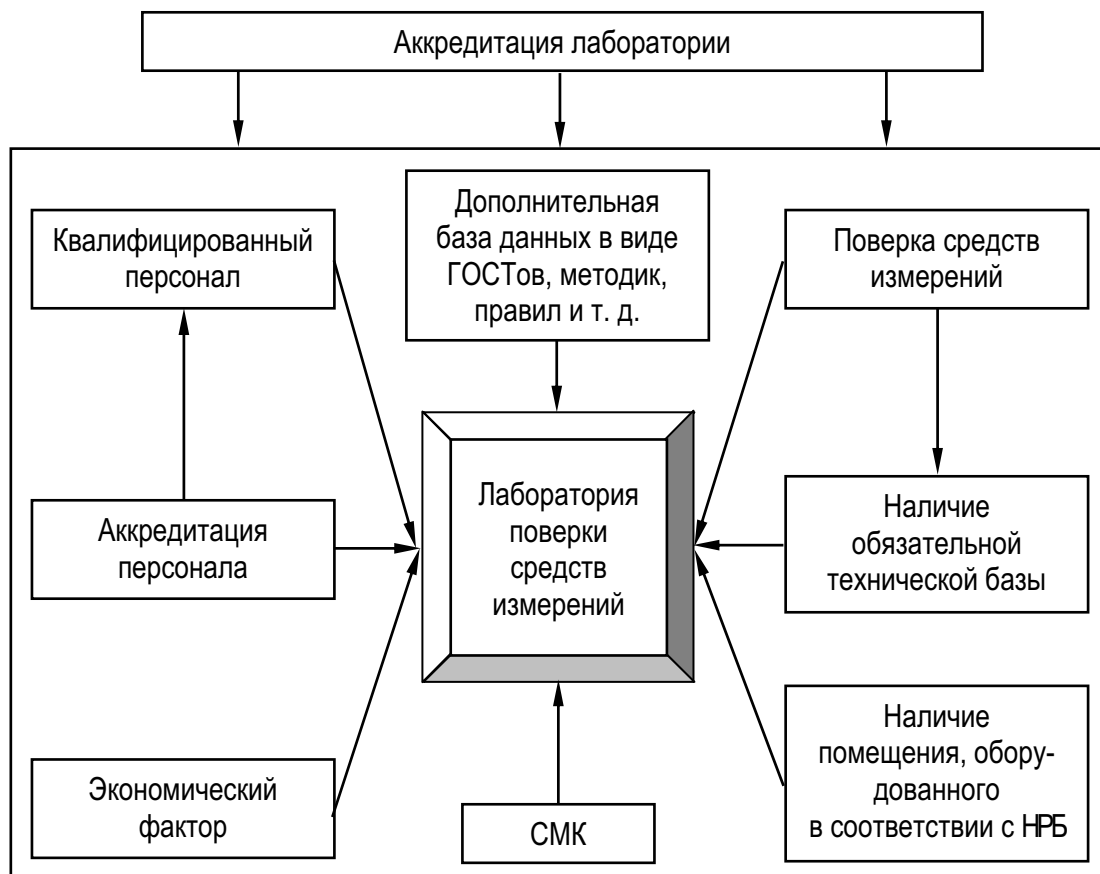 Аккредитация лаборатории
Квалифицированный
персонал
Дополнительная
база данных в виде
ГОСТов, методик,
правил и т. д.
Поверка средств
измерений
Аккредитация
персонала
Лаборатория
поверки
средств
измерений
Наличие
обязательной
технической базы
Экономический
фактор
СМК
Наличие
помещения, обору-
дованного
в соответствии с НРБ